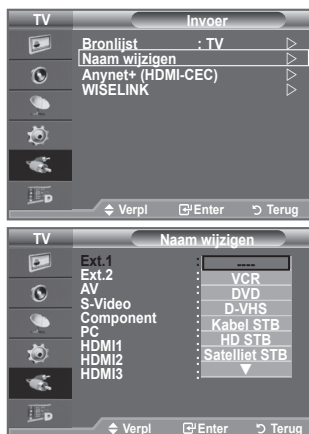 TV Invoer
Bronlijst : TV
Naam wijzigen
Anynet+ (HDMI-CEC)
WISELINK
Verpl Enter Terug
TV Naam wijzigen
Ext.1 : ----
Ext.2 : VCR
AV : DVD
S-Video : D-VHS
Component : Kabel STB
PC : HD STB
HDMI1 : Satelliet STB
HDMI2 :
HDMI3 :
Verpl Enter Terug